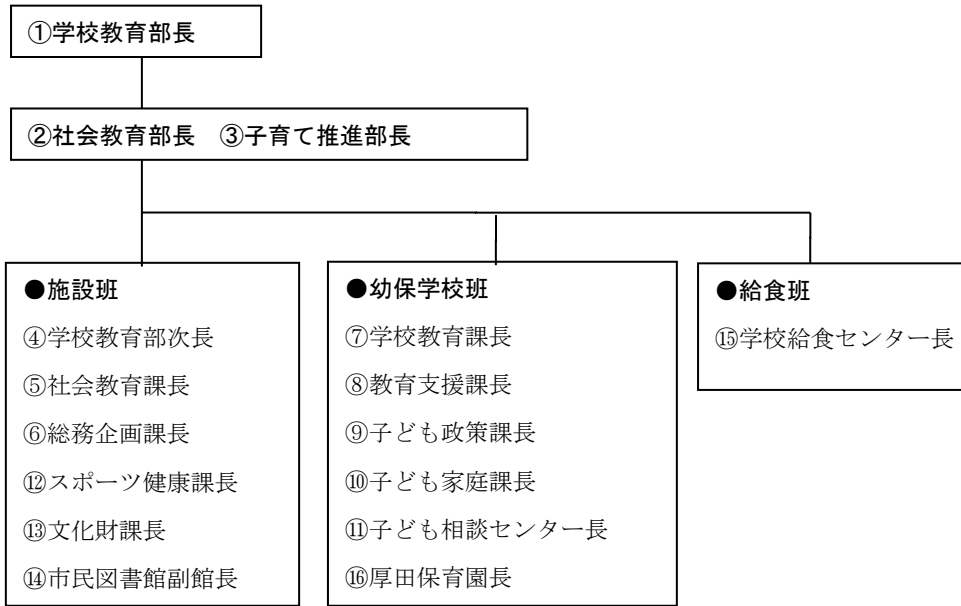 ①学校教育部長
②社会教育部長　③子育て推進部長
●施設班
④学校教育部次長
⑤社会教育課長
⑥総務企画課長
⑫スポーツ健康課長
⑬文化財課長
⑭市民図書館副館長
●幼保学校班
⑦学校教育課長
⑧教育支援課長
⑨子ども政策課長
⑩子ども家庭課長
⑪子ども相談センター長
⑯厚田保育園長
●給食班
⑮学校給食センター長